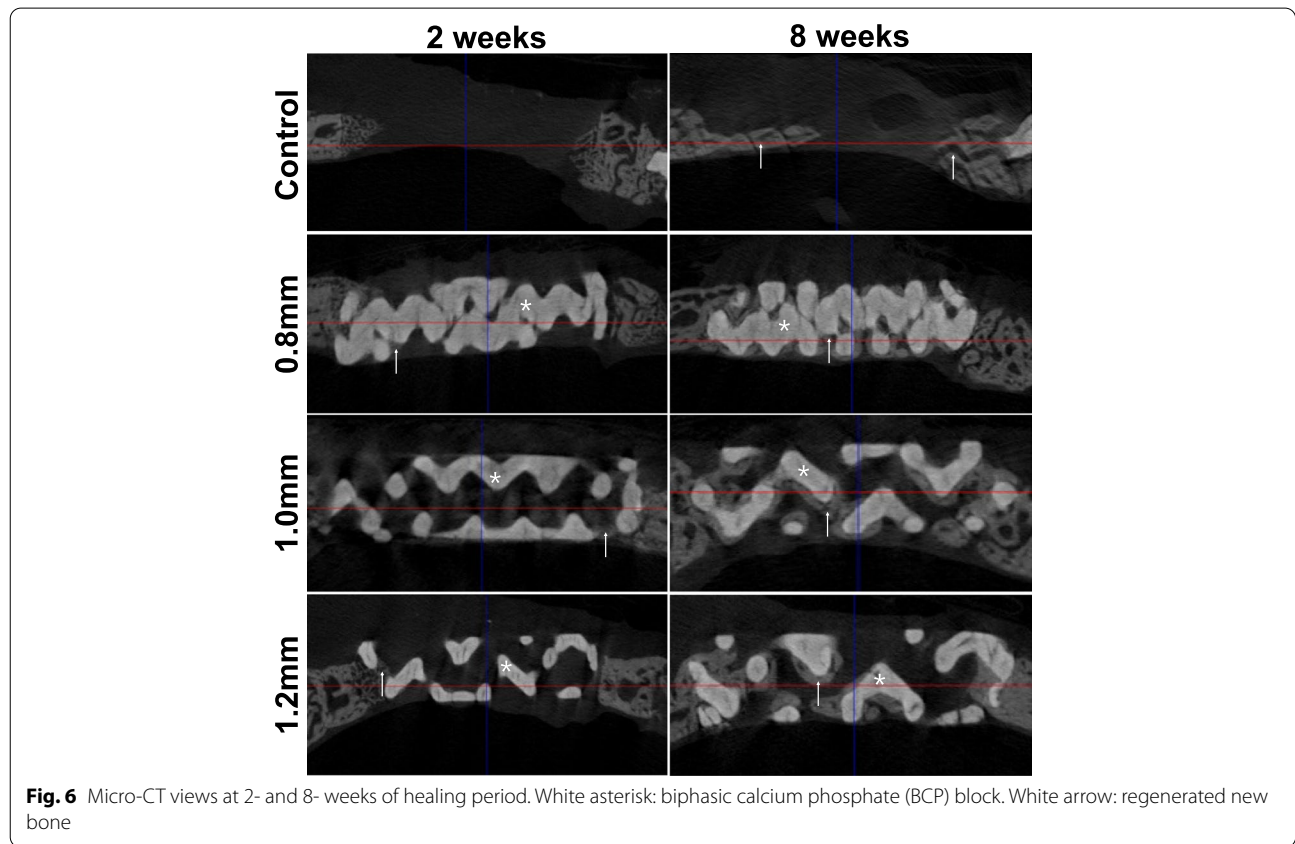 2 weeks 8 weeks
Control
0.8mm
*
*
1.0mm
*
*
1.2mm
*
*
Fig. 6 Micro-CT views at 2- and 8- weeks of healing period. White asterisk: biphasic calcium phosphate (BCP) block. White arrow: regenerated new
bone